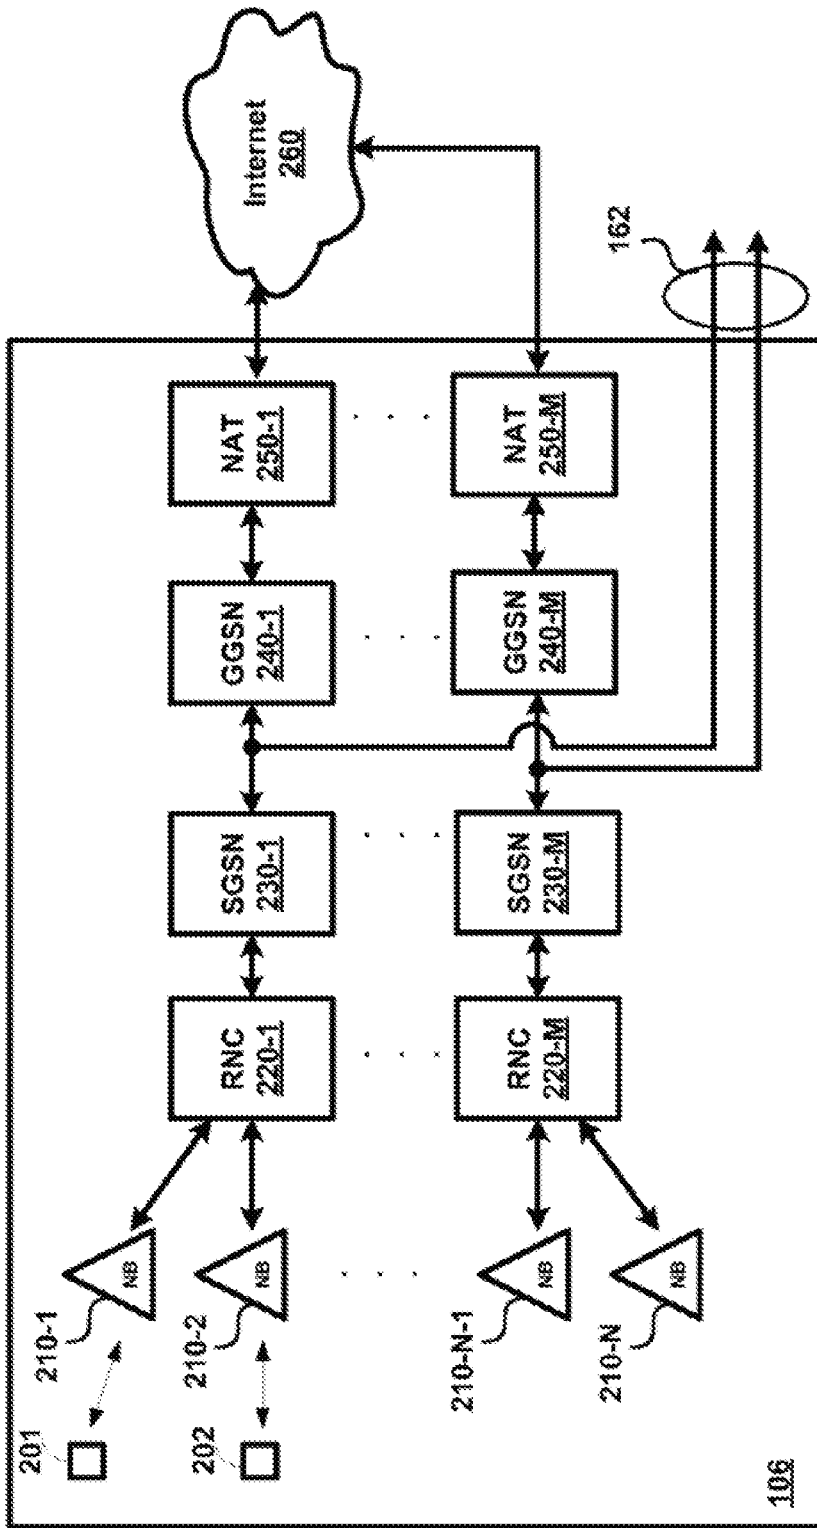 201
202
210-1
NB
210-2
NB
210-N-1
NB
210-N
NB
RNC
220-1
RNC
220-M
SGSN
230-1
SGSN
230-M
GGSN
240-1
GGSN
240-M
NAT
250-1
NAT
250-M
Internet
260
162
106